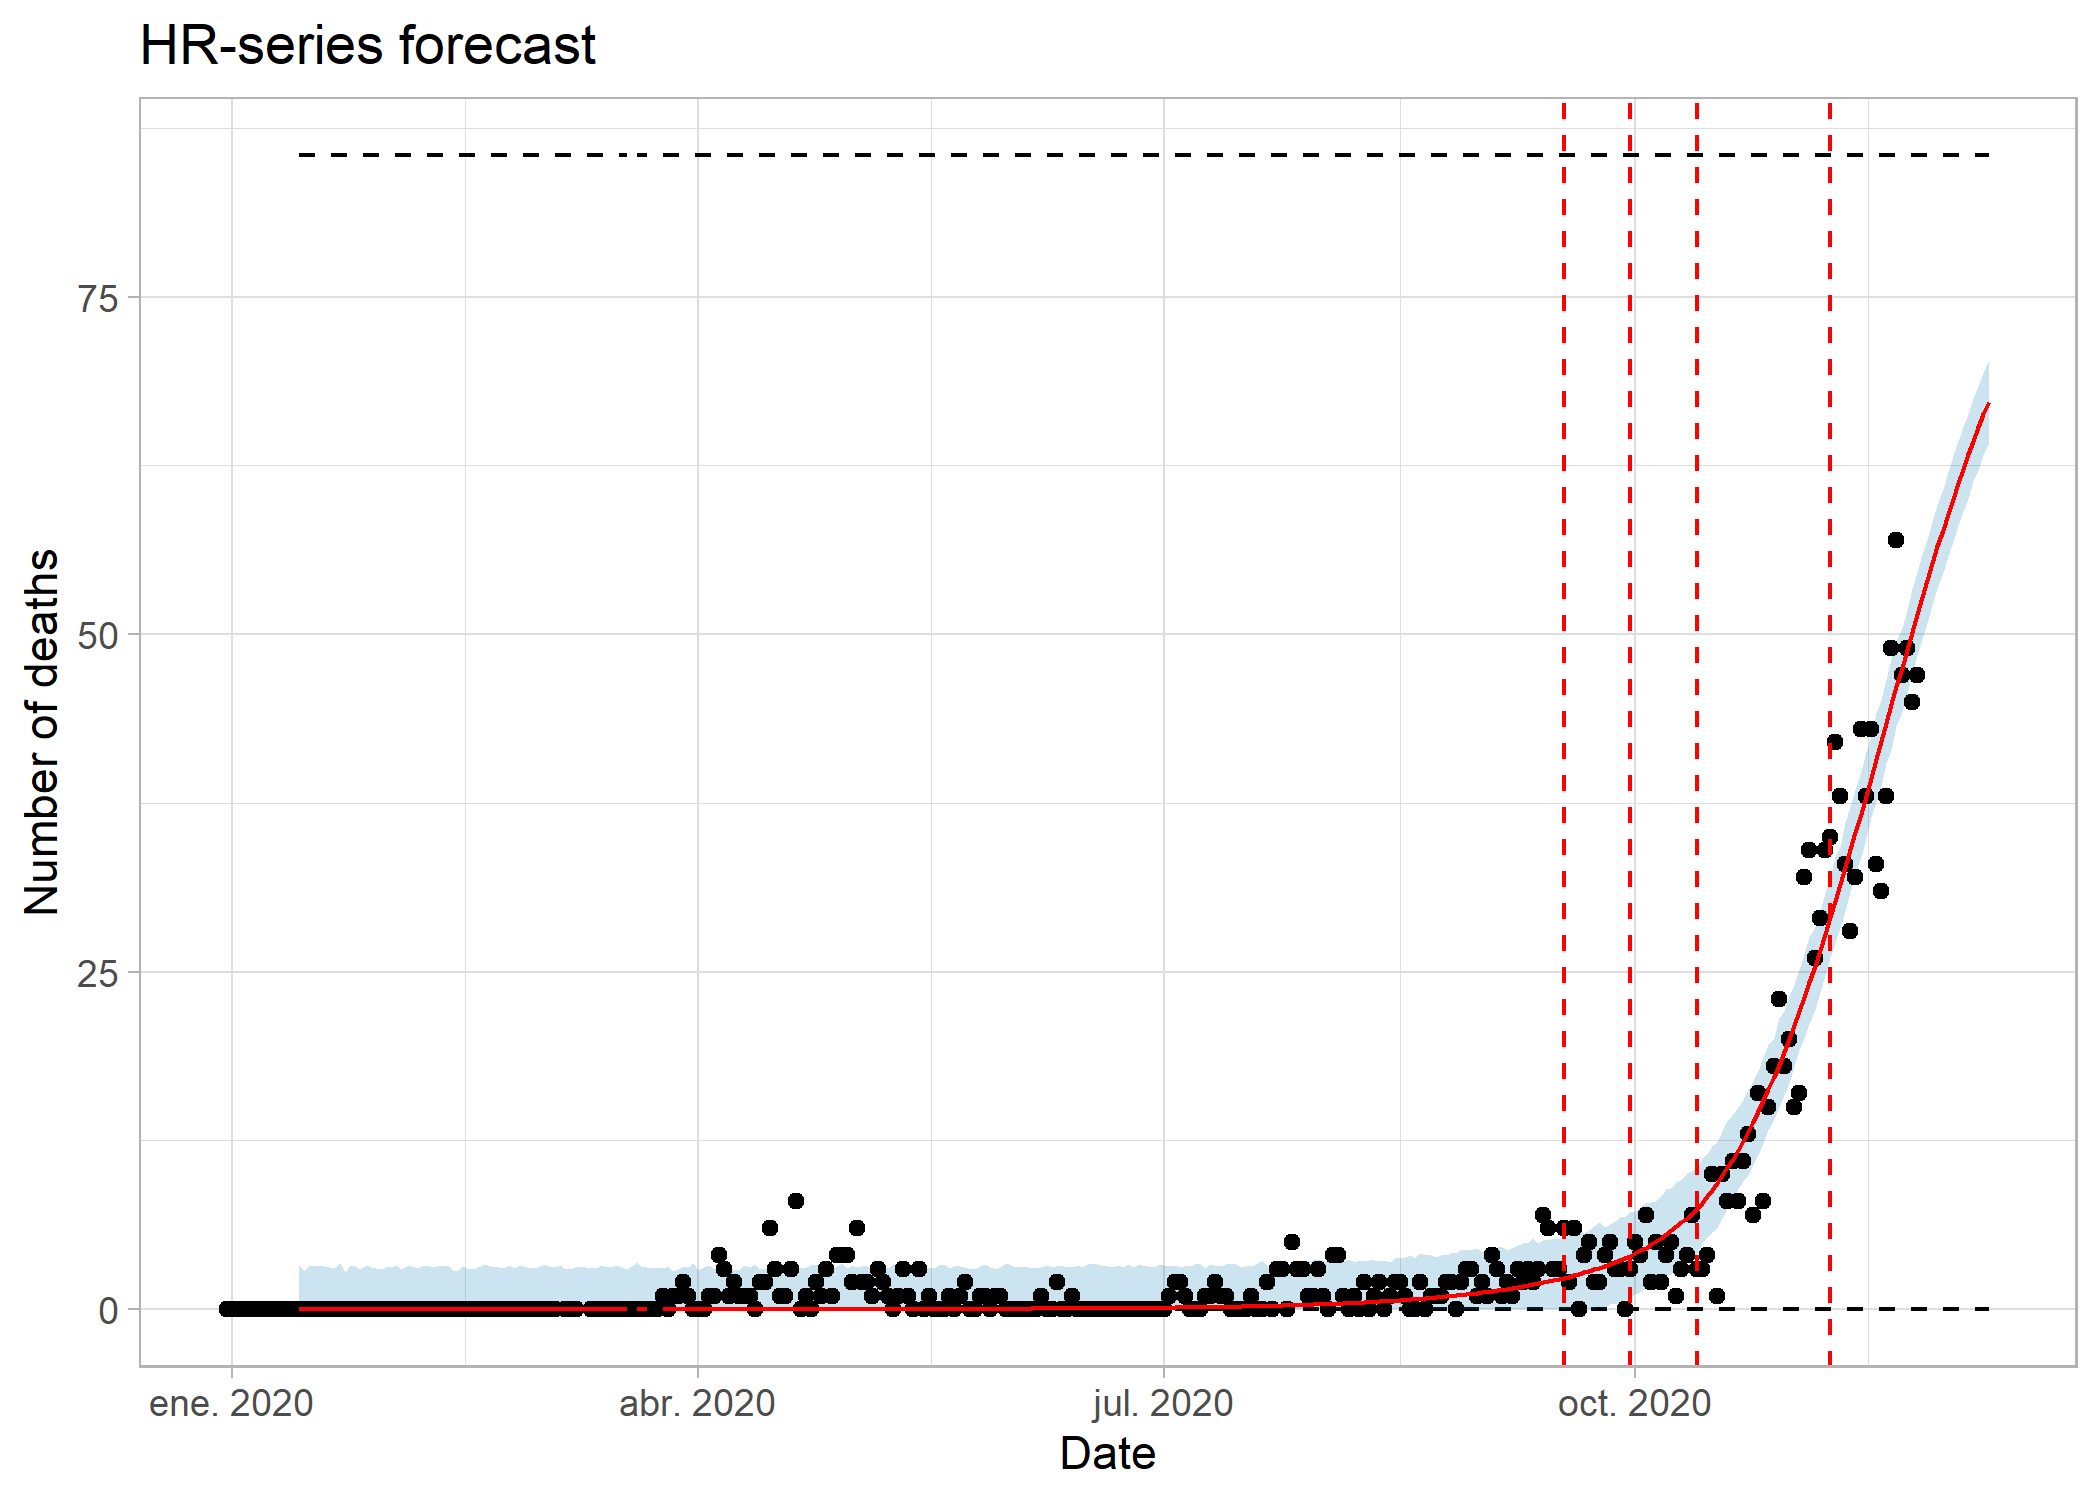 HR-series forecast
Number of deaths
75
50
25
0
ene. 2020
abr. 2020
jul. 2020
oct. 2020
Date